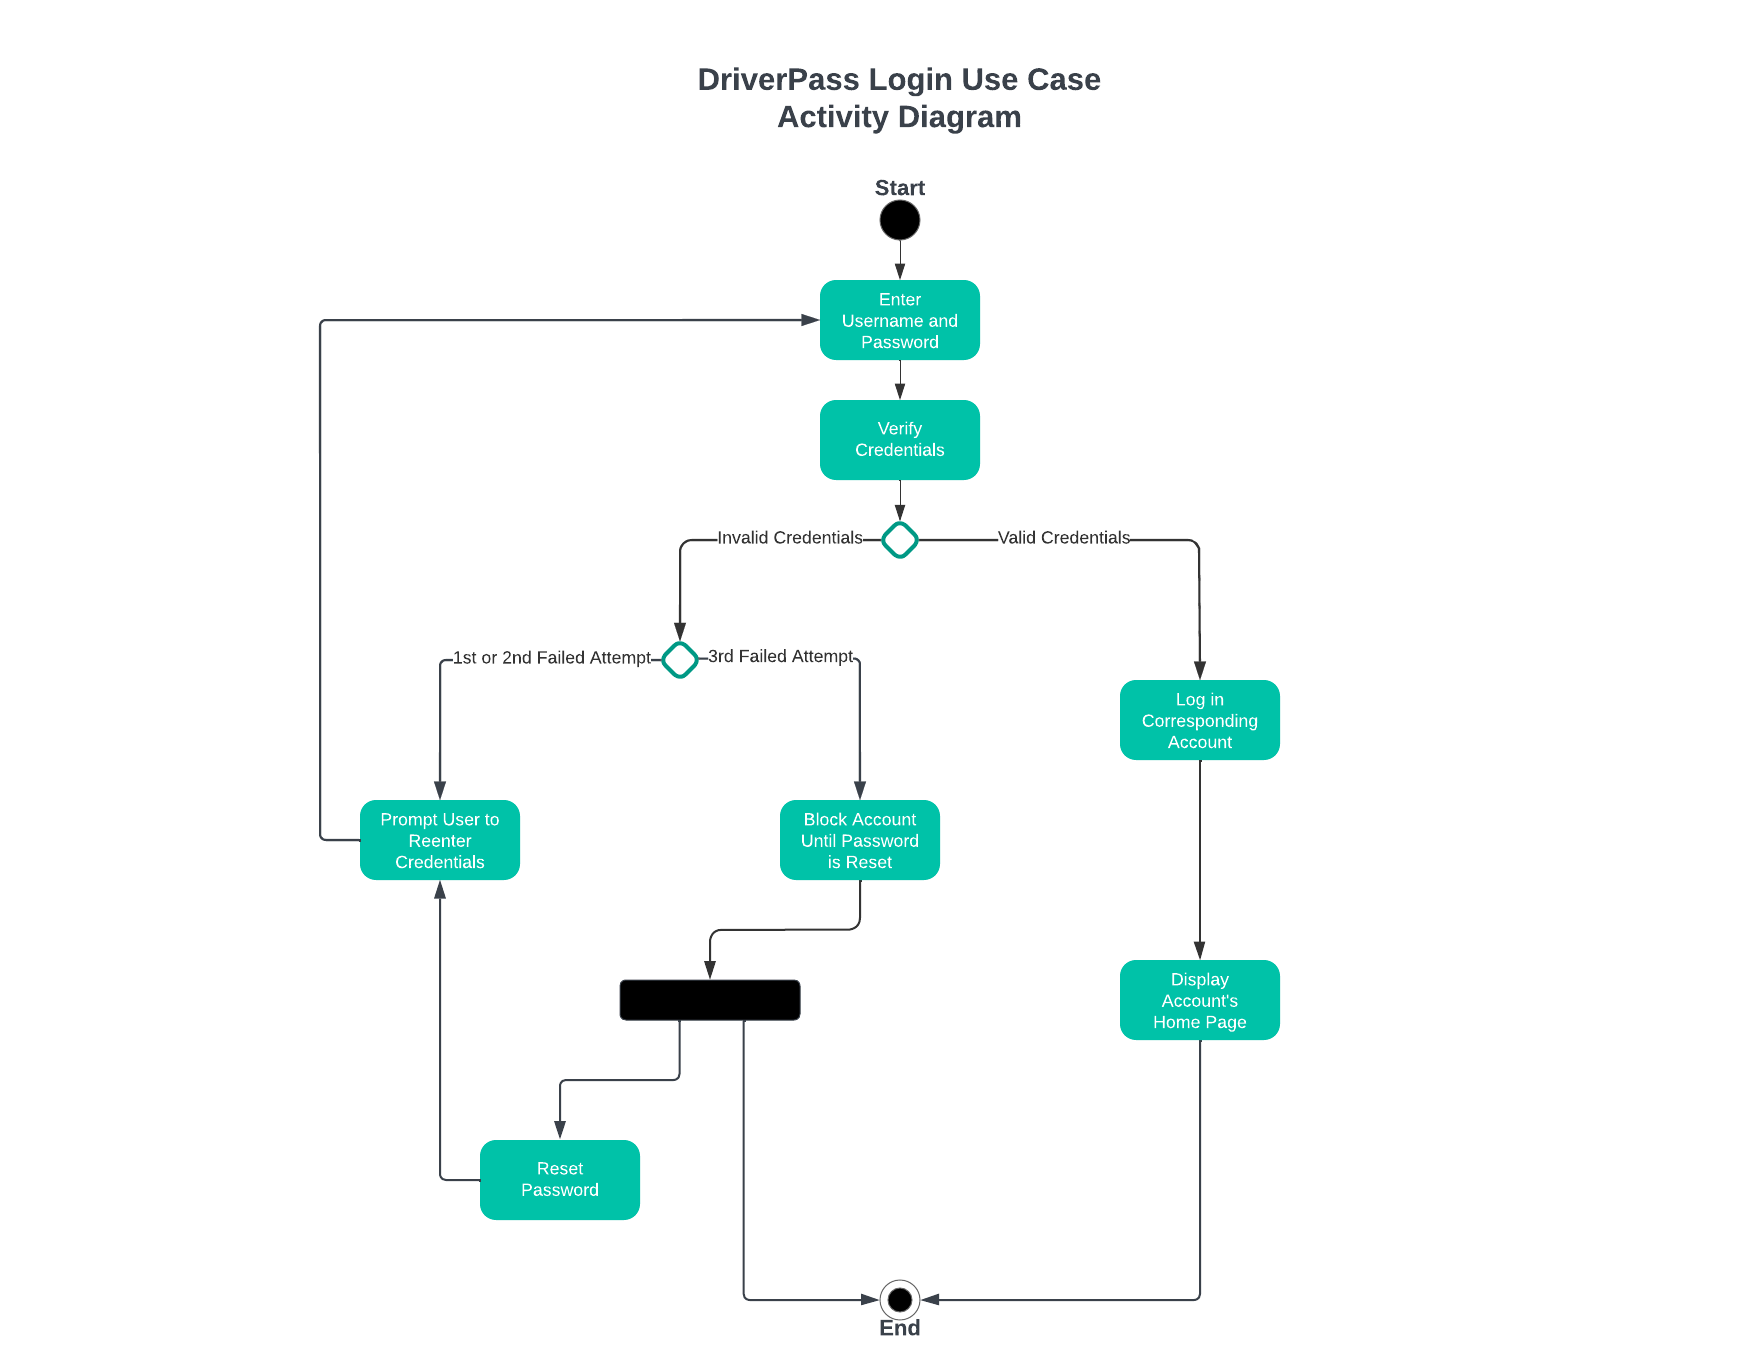 DriverPass Login Use Case
Activity Diagram
Start
Enter
Username and
Password
Verify
Credentials
Invalid Credentials
Valid Credentials
1st or 2nd Failed Attempt
3rd Failed Attempt
Log in
Corresponding
Account
Prompt User to
Reenter
Credentials
Block Account
Until Password
is Reset
Display
Account's
Home Page
Reset
Password
End